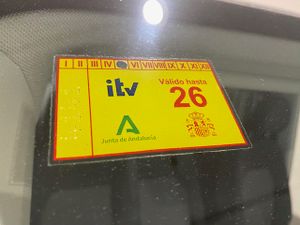 I II III IV VI VII VIII IX X XI XII
itv
Válido hasta
26
Junta de Andalucía